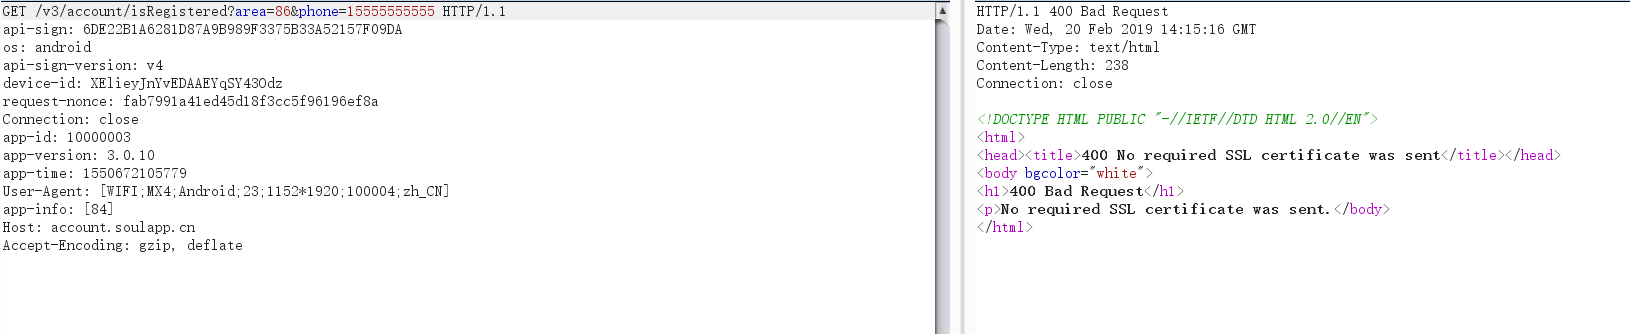 GET /v3/account/isRegistered?area=86&phone=15555555555 HTTP/1.1
api-sign: 6DE22B1A6281D87A9B989F3375B33A52157F09DA
os: android
api-sign-version: v4
device-id: XElieyJnYvEDAAEYqSY43Odz
request-nonce: fab7991a41ed45d18f3cc5f96196ef8a
Connection: close
app-id: 10000003
app-version: 3.0.10
app-time: 1550672105779
User-Agent: [WIFI;MX4;Android;23;1152*1920;100004;zh_CN]
app-info: [84]
Host: account.soulapp.cn
Accept-Encoding: gzip, deflate
HTTP/1.1 400 Bad Request
Date: Wed, 20 Feb 2019 14:15:16 GMT
Content-Type: text/html
Content-Length: 238
Connection: close
<!DOCTYPE HTML PUBLIC "-//IETF//DTD HTML 2.0//EN">
<html>
<head><title>400 No required SSL certificate was sent</title></head>
<body bgcolor="white">
<h1>400 Bad Request</h1>
<p>No required SSL certificate was sent.</body>
</html>